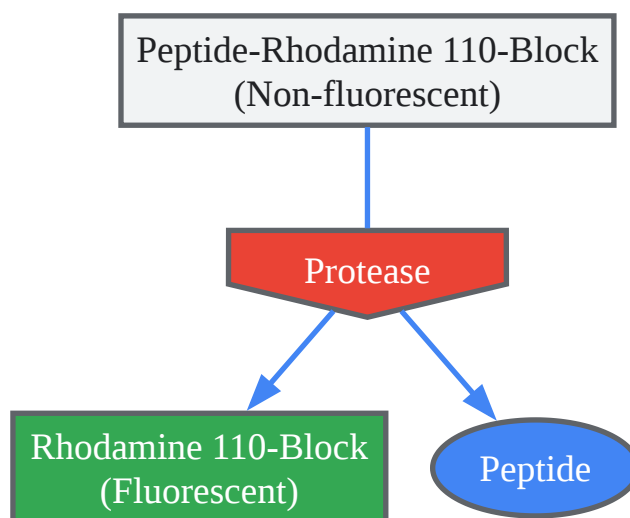 Peptide-Rhodamine 110-Block
(Non-fluorescent)
Protease
Rhodamine 110-Block
(Fluorescent)
Peptide